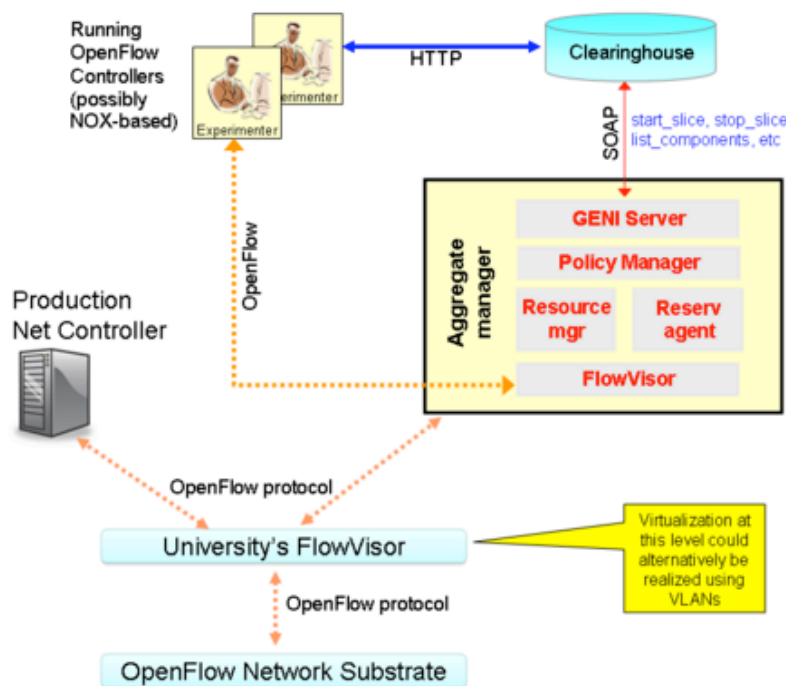 Running
OpenFlow
Controllers
(possibly
NOX-based)
Experimenter
perimenter
HTTP
Clearinghouse
SOAP
start_slice, stop_slice
list_components, etc
OpenFlow
Aggregate
manager
GENI Server
Policy Manager
Resource
mgr
Reserv
agent
FlowVisor
Production
Net Controller
OpenFlow protocol
University's FlowVisor
Virtualization at
this level could
alternatively be
realized using
VLANs
OpenFlow protocol
OpenFlow Network Substrate